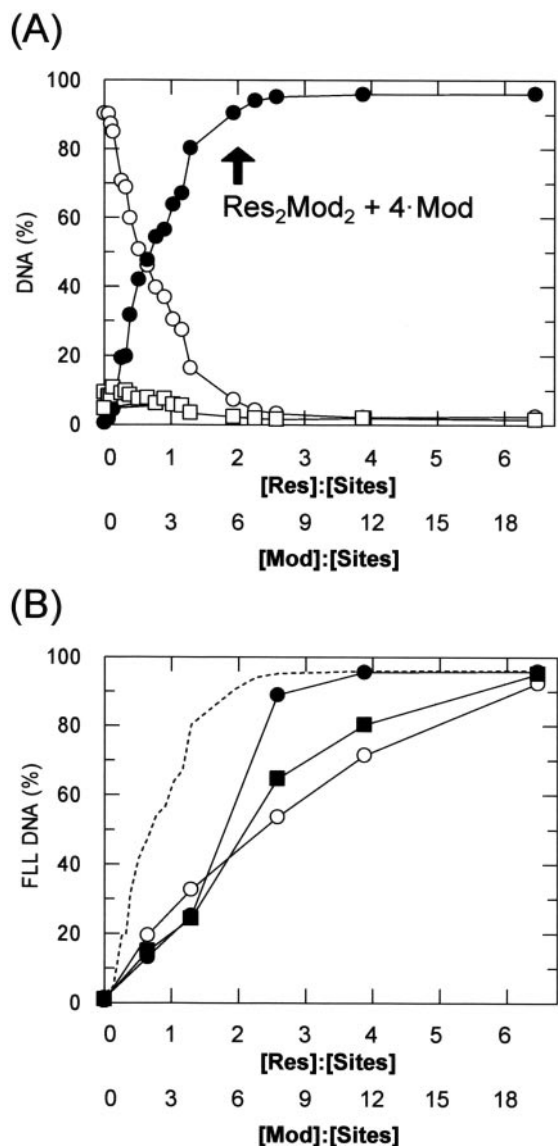 (A)
100
80
60
40
20
0
DNA (%)
Res₂Mod₂ + 4·Mod
0 1 2 3 4 5 6
[Res]:[Sites]
0 3 6 9 12 15 18
[Mod]:[Sites]
(B)
100
80
60
40
20
0
FLL DNA (%)
0 1 2 3 4 5 6
[Res]:[Sites]
0 3 6 9 12 15 18
[Mod]:[Sites]